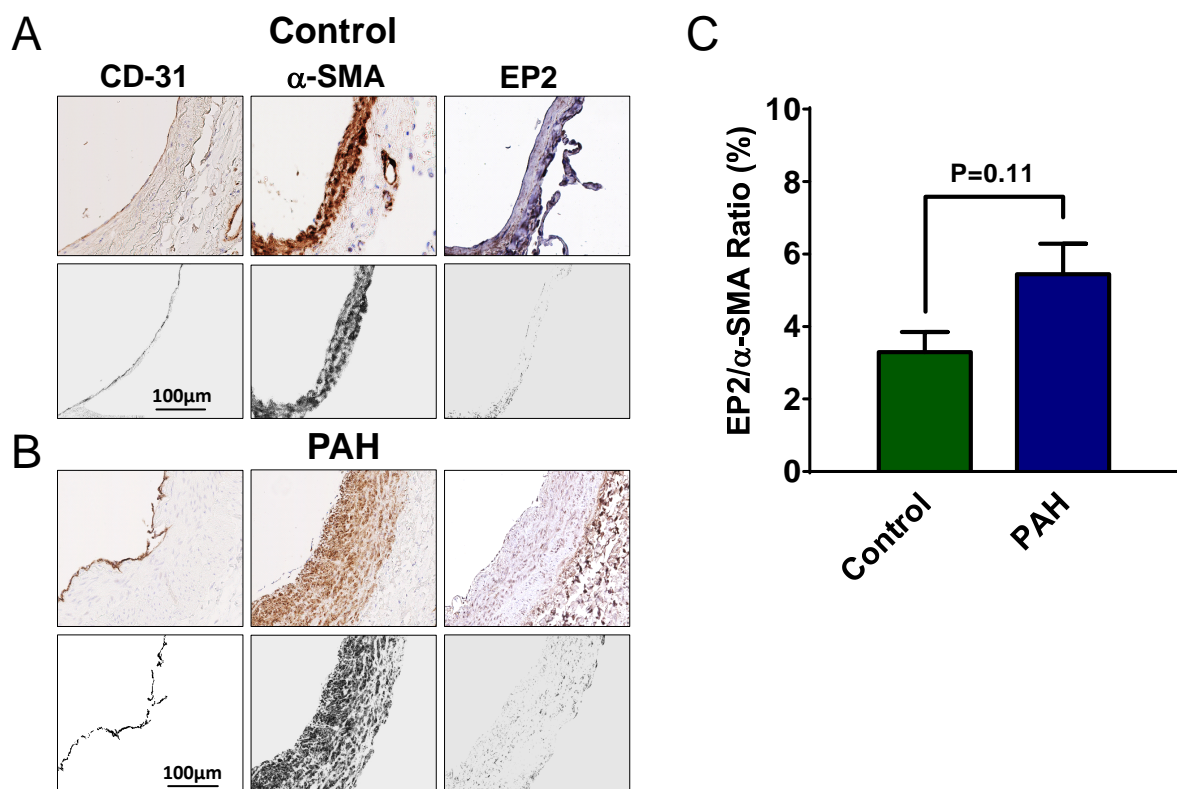 A
Control
CD-31 α-SMA EP2
100µm
B
PAH
100µm
C
EP2/α-SMA Ratio (%)
10
8
6
4
2
0
P=0.11
Control
PAH